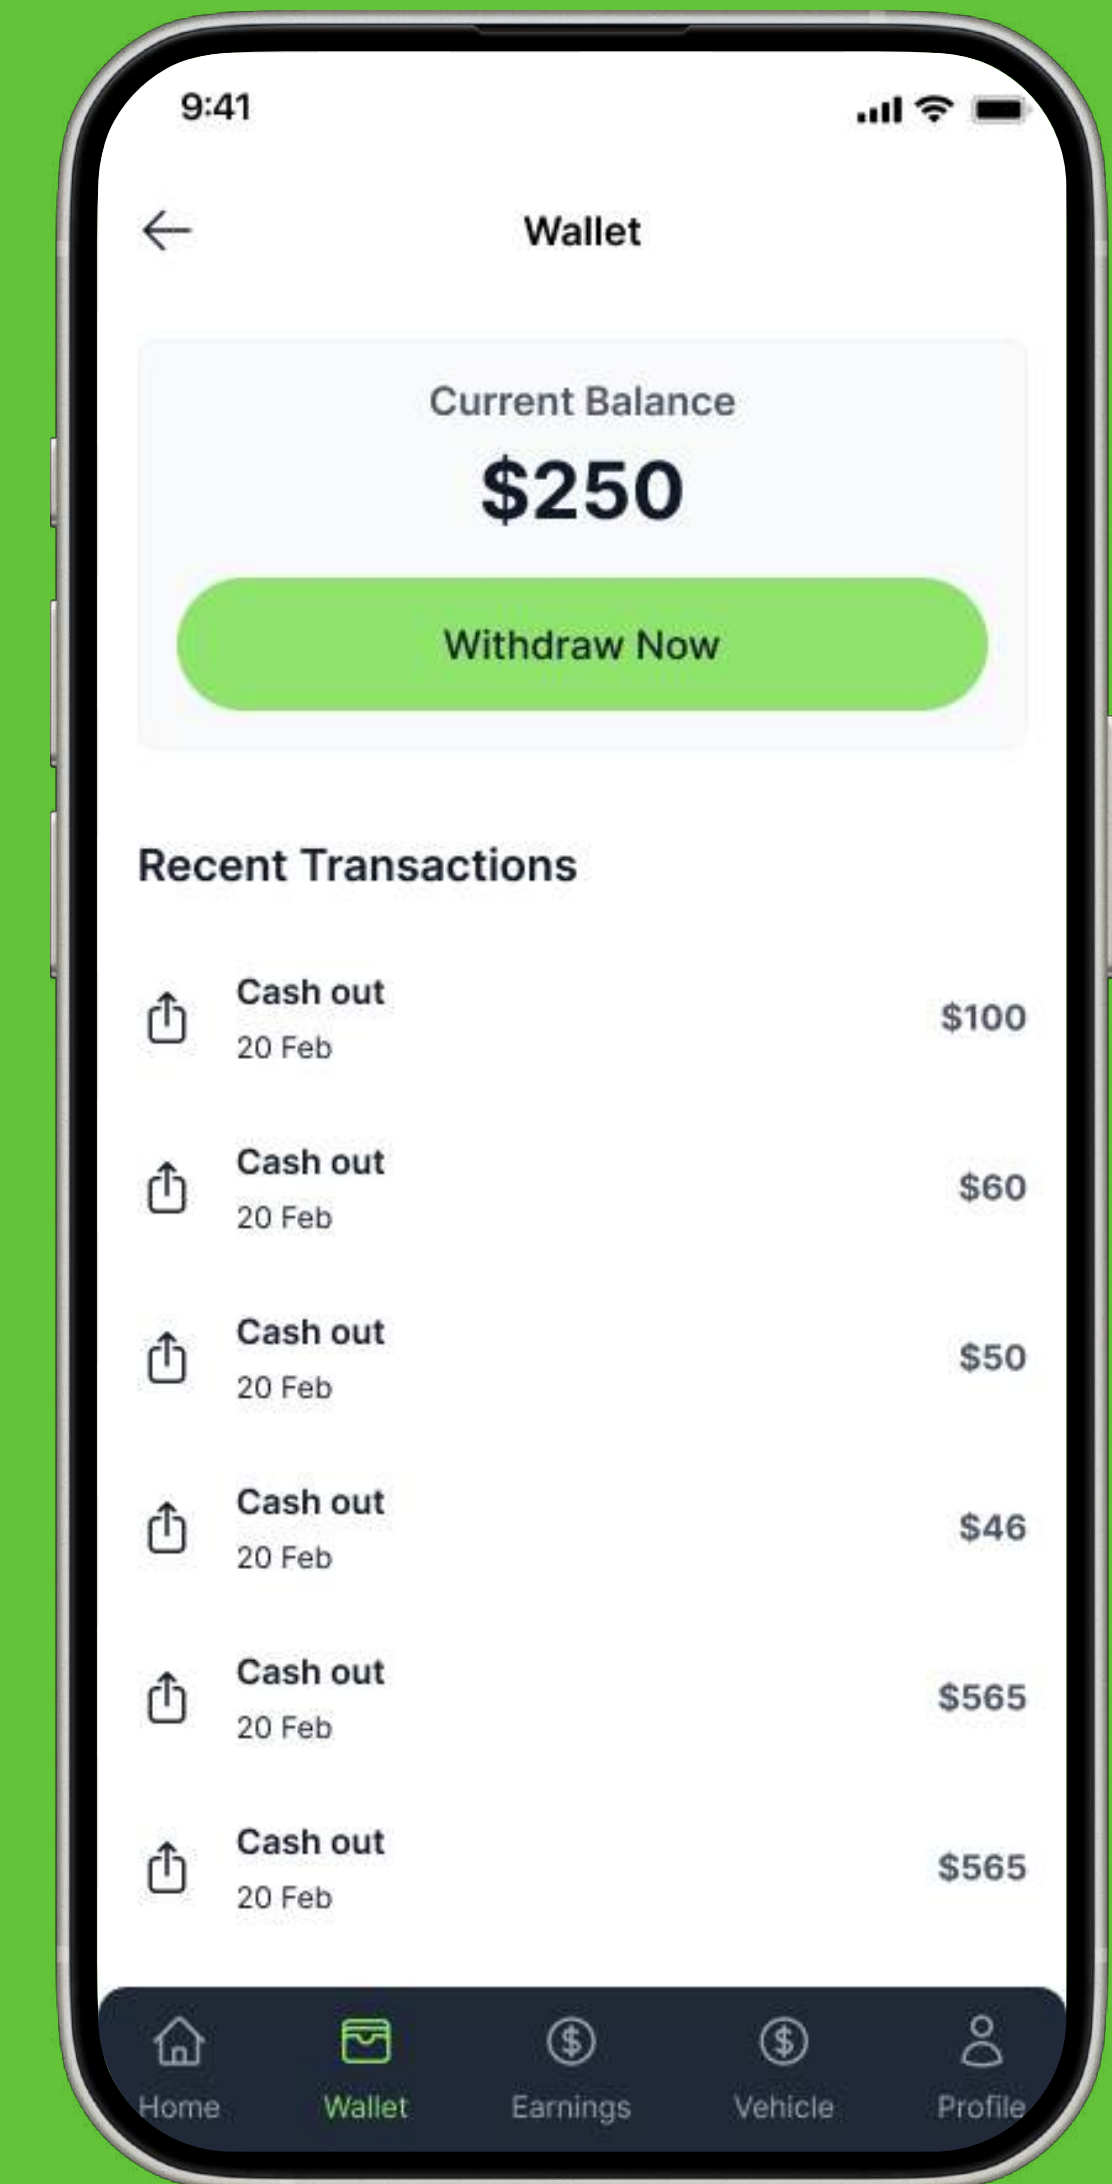 9:41
Wallet
Current Balance
$250
Withdraw Now
Recent Transactions
Cash out
20 Feb
$100
Cash out
20 Feb
$60
Cash out
20 Feb
$50
Cash out
20 Feb
$46
Cash out
20 Feb
$565
Cash out
20 Feb
$565
Home
Wallet
Earnings
Vehicle
Profile